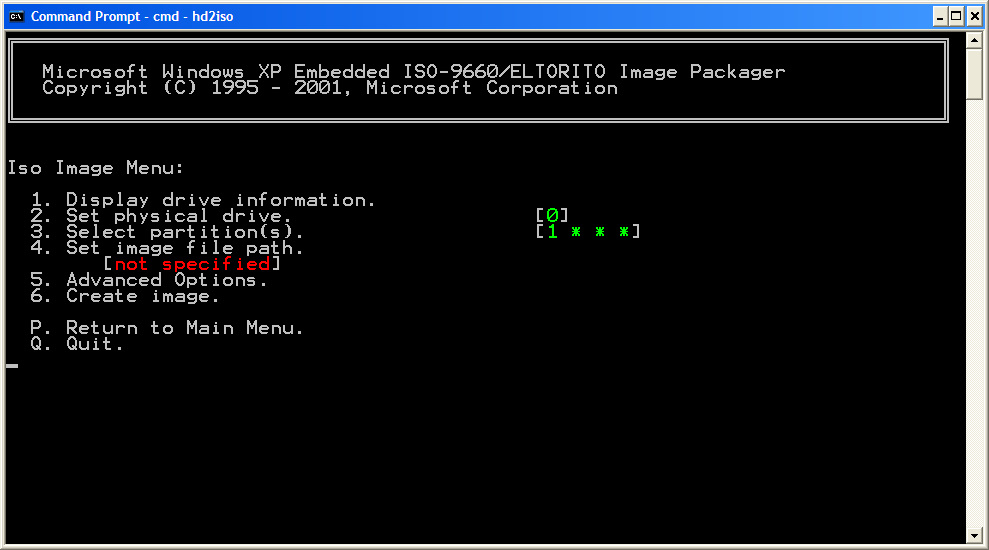 Command Prompt - cmd - hd2iso
Microsoft Windows XP Embedded ISO-9660/ELTORITO Image Packager
Copyright (C) 1995 - 2001, Microsoft Corporation
Iso Image Menu:
1. Display drive information.
2. Set physical drive. [0]
3. Select partition(s). [1 * * *]
4. Set image file path.
[not specified]
5. Advanced Options.
6. Create image.
P. Return to Main Menu.
Q. Quit.